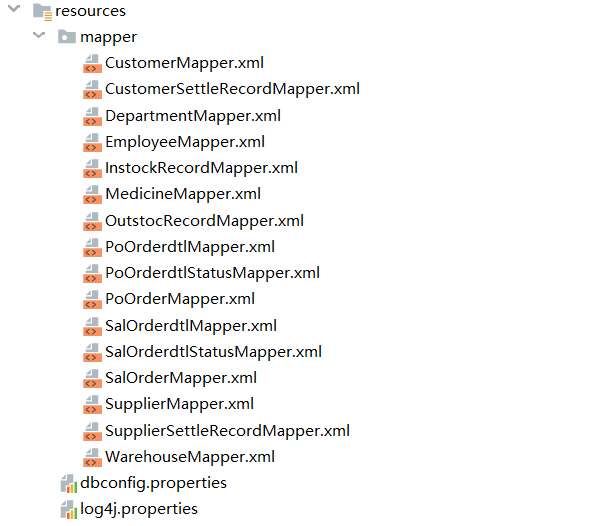 resources
mapper
CustomerMapper.xml
CustomerSettleRecordMapper.xml
DepartmentMapper.xml
EmployeeMapper.xml
InstockRecordMapper.xml
MedicineMapper.xml
OutstocRecordMapper.xml
PoOrderdtlMapper.xml
PoOrderdtlStatusMapper.xml
PoOrderMapper.xml
SalOrderdtlMapper.xml
SalOrderdtlStatusMapper.xml
SalOrderMapper.xml
SupplierMapper.xml
SupplierSettleRecordMapper.xml
WarehouseMapper.xml
dbconfig.properties
log4j.properties